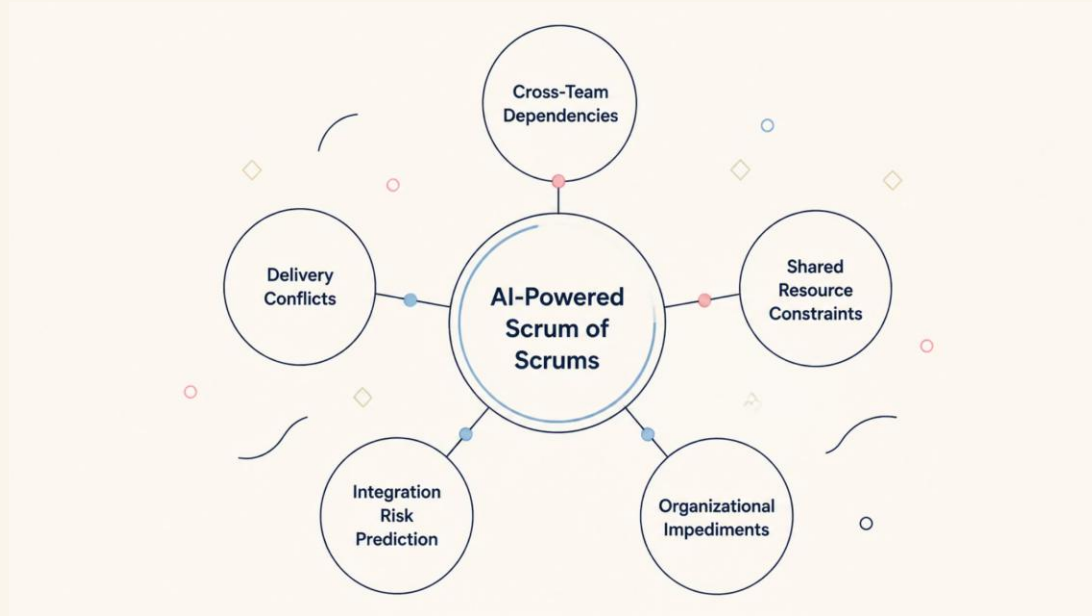 Cross-Team
Dependencies
Delivery
Conflicts
AI-Powered
Scrum of
Scrums
Shared
Resource
Constraints
Integration
Risk
Prediction
Organizational
Impediments